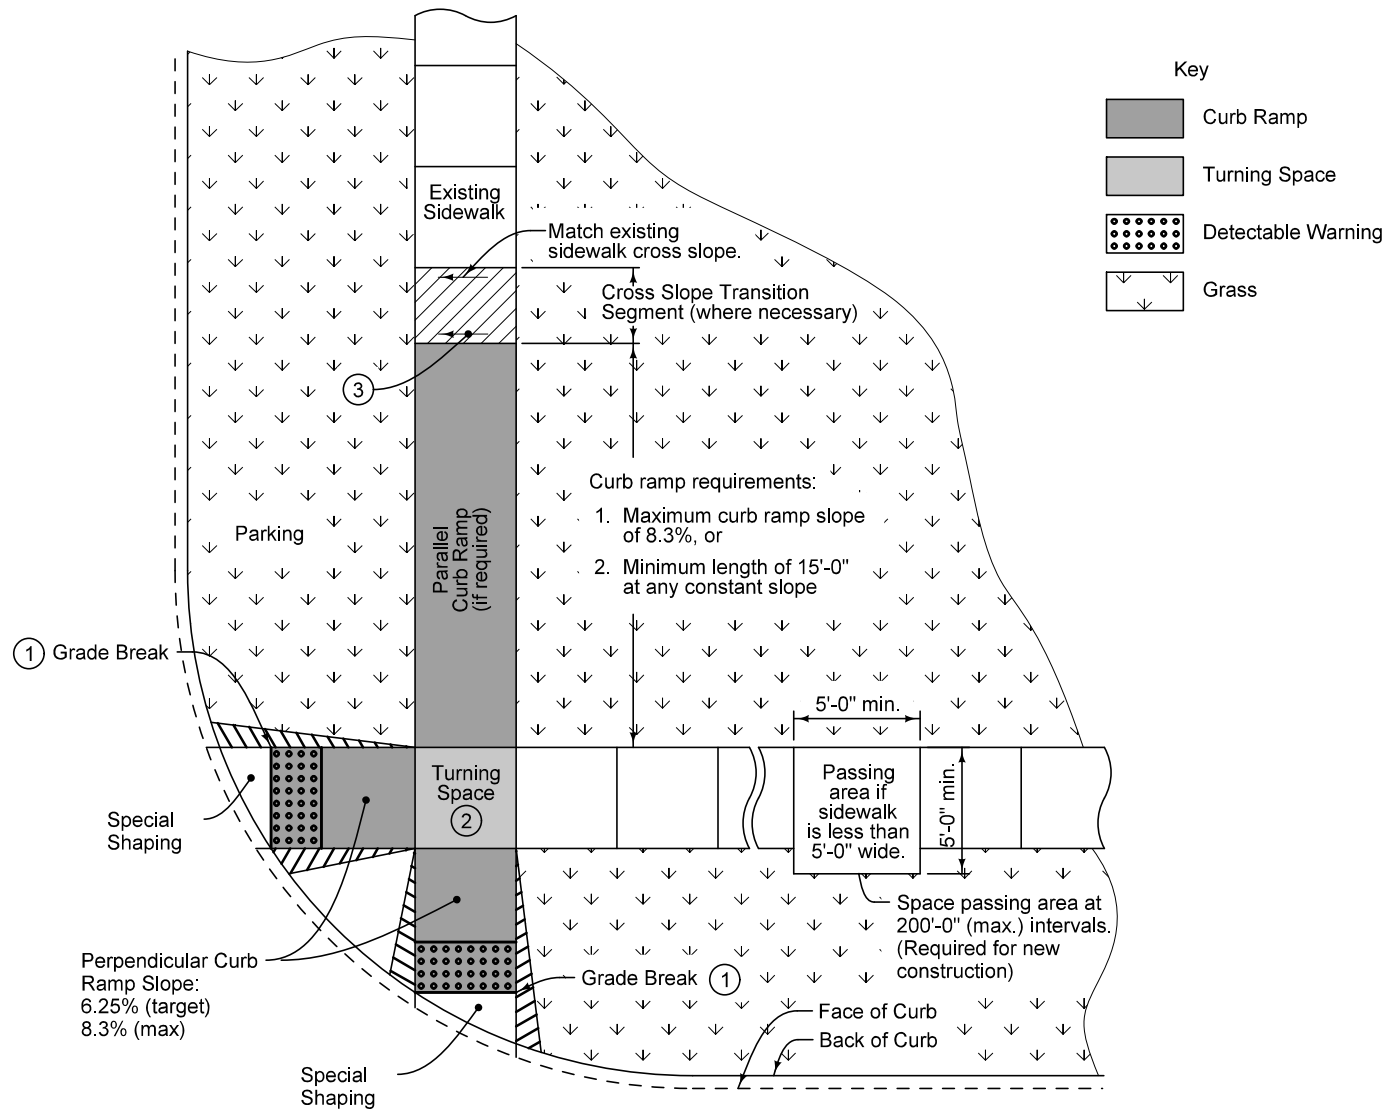 Key
Curb Ramp
Turning Space
Detectable Warning
Grass
Existing
Sidewalk
Match existing
sidewalk cross slope.
Cross Slope Transition
Segment (where necessary)
3
Curb ramp requirements:
1. Maximum curb ramp slope
of 8.3%, or
2. Minimum length of 15'-0"
at any constant slope
Parking
Parallel
Curb Ramp
(if required)
1 Grade Break
5'-0" min.
Turning
Space
2
Passing
area if
sidewalk
is less than
5'-0" wide.
5'-0" min.
Special
Shaping
Space passing area at
200'-0" (max.) intervals.
(Required for new
construction)
Perpendicular Curb
Ramp Slope:
6.25% (target)
8.3% (max)
Grade Break 1
Face of Curb
Back of Curb
Special
Shaping